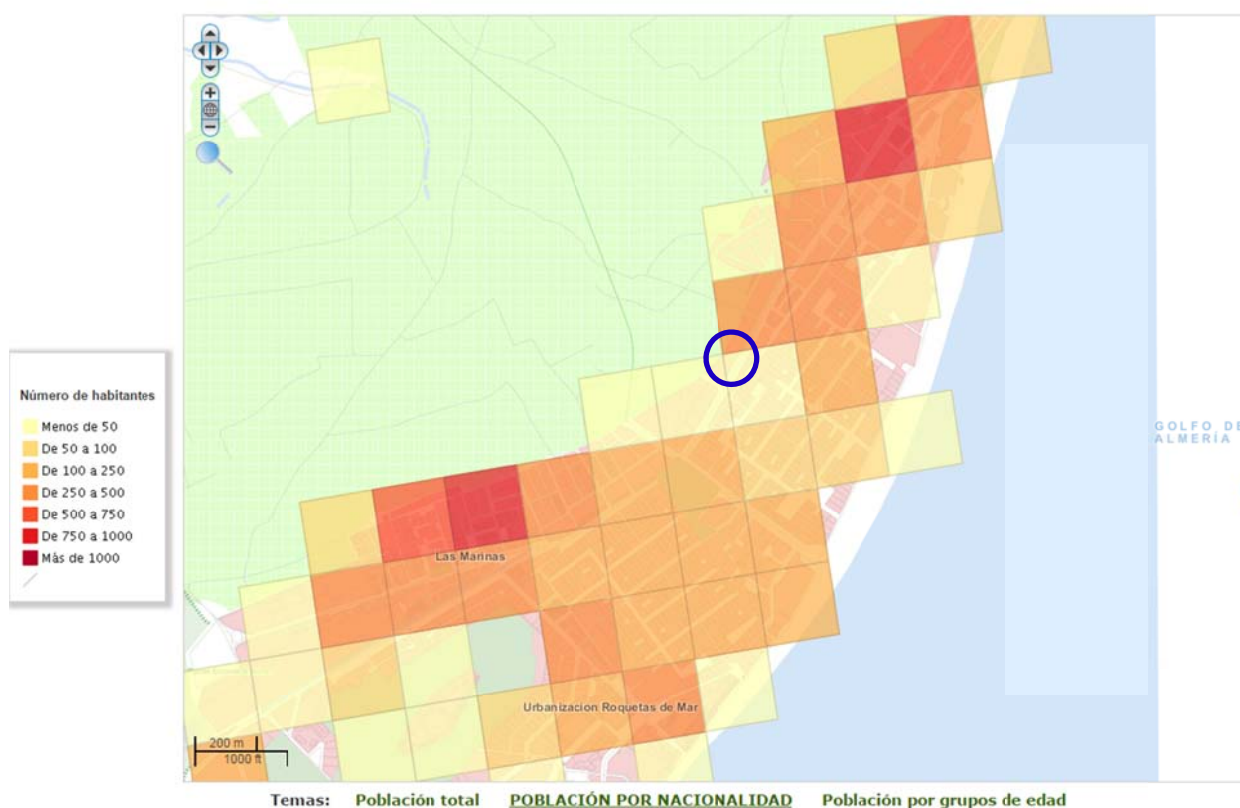 Número de habitantes
Menos de 50
De 50 a 100
De 100 a 250
De 250 a 500
De 500 a 750
De 750 a 1000
Más de 1000
GOLFO DE
ALMERÍA
Las Marinas
Urbanizacion Roquetas de Mar
200 m
1000 ft
Temas: Población total POBLACIÓN POR NACIONALIDAD Población por grupos de edad